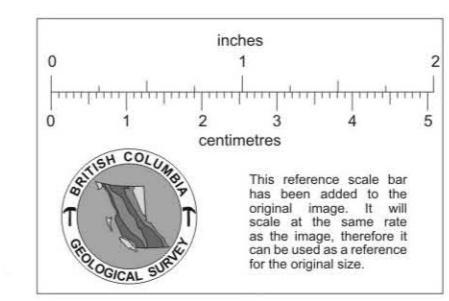 inches
0 1 2
0 1 2 3 4 5
centimetres
BRITISH COLUMBIA
GEOLOGICAL SURVEY
This reference scale bar
has been added to the
original image. It will
scale at the same rate
as the image, therefore it
can be used as a reference
for the original size.